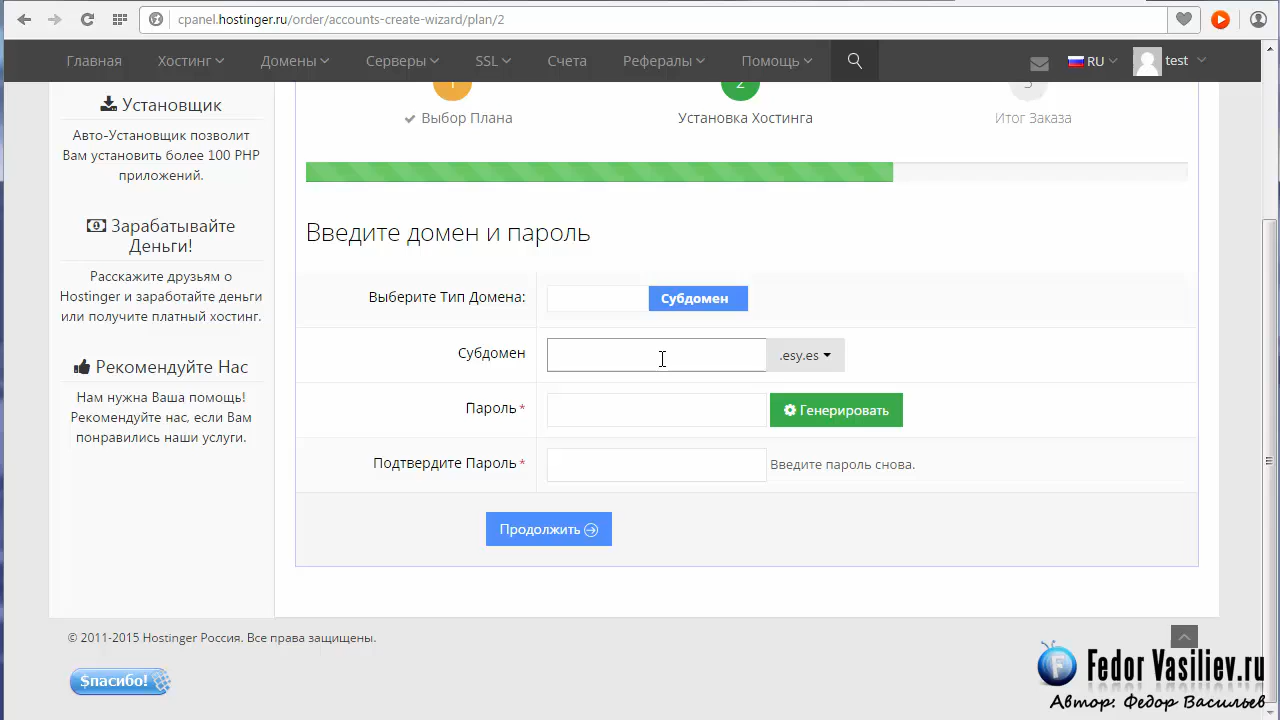 cpanel.hostinger.ru/order/accounts-create-wizard/plan/2
Главная Хостинг Домены Серверы SSL Счета Рефералы Помощь RU test
1 2 3
Выбор Плана Установка Хостинга Итог Заказа
Установщик
Авто-Установщик позволит
Вам установить более 100 PHP
приложений.
Зарабатывайте
Деньги!
Расскажите друзьям о
Hostinger и заработайте деньги
или получите платный хостинг.
Рекомендуйте Нас
Нам нужна Ваша помощь!
Рекомендуйте нас, если Вам
понравились наши услуги.
Введите домен и пароль
Выберите Тип Домена: Субдомен
Субдомен .esy.es
Пароль * Генерировать
Подтвердите Пароль * Введите пароль снова.
Продолжить
© 2011-2015 Hostinger Россия. Все права защищены.
$пасибо!
Fedor Vasiliev.ru
Автор: Федор Васильев